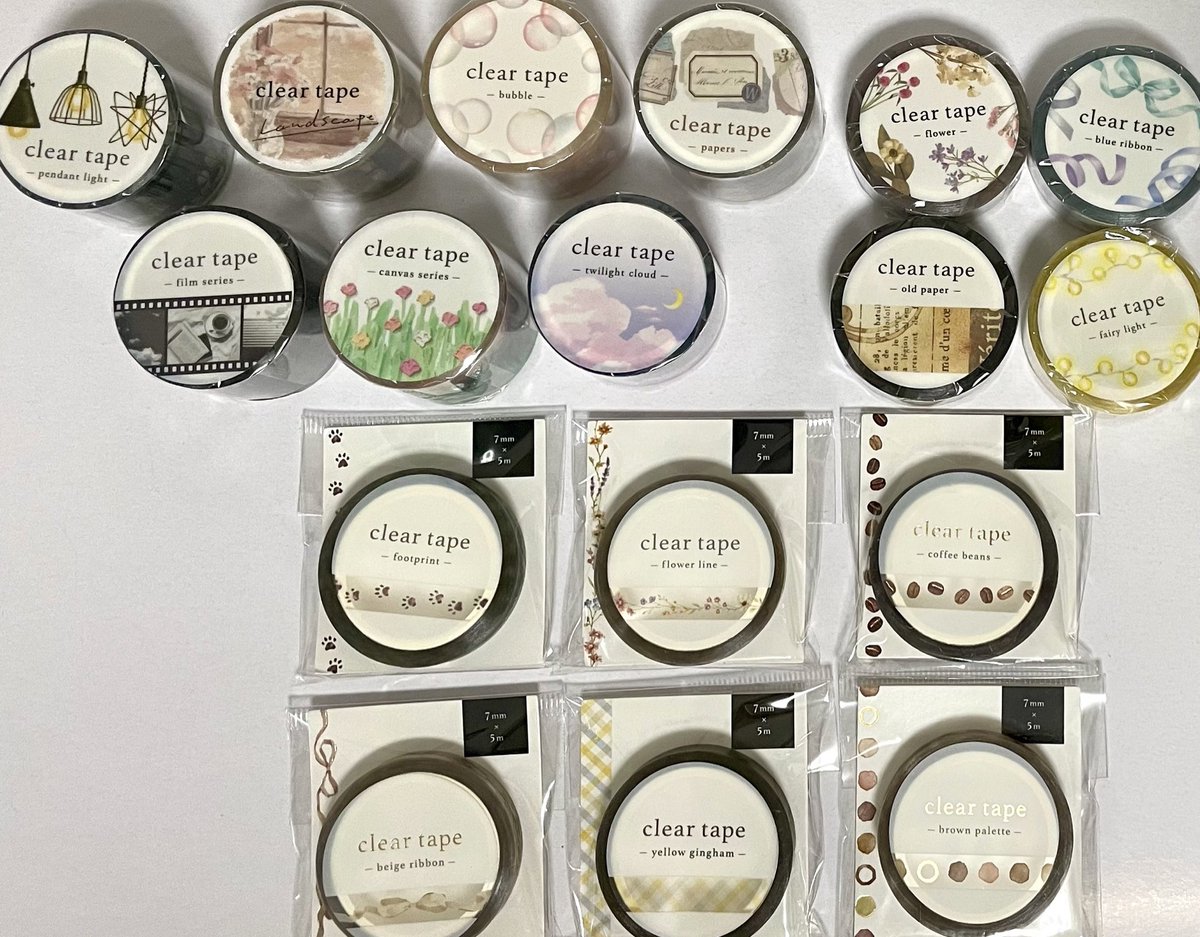 clear tape
— pendant light —
clear tape
Landscape
clear tape
— bubble —
clear tape
— papers —
clear tape
— flower —
clear tape
— blue ribbon —
clear tape
— film series —
clear tape
— canvas series —
clear tape
— twilight cloud —
clear tape
— old paper —
clear tape
— fairy light —
7mm
×
5m
clear tape
— footprint —
7mm
×
5m
clear tape
— flower line —
7mm
×
5m
clear tape
— coffee beans —
7mm
×
5m
clear tape
— beige ribbon —
7mm
×
5m
clear tape
— yellow gingham —
7mm
×
5m
clear tape
— brown palette —